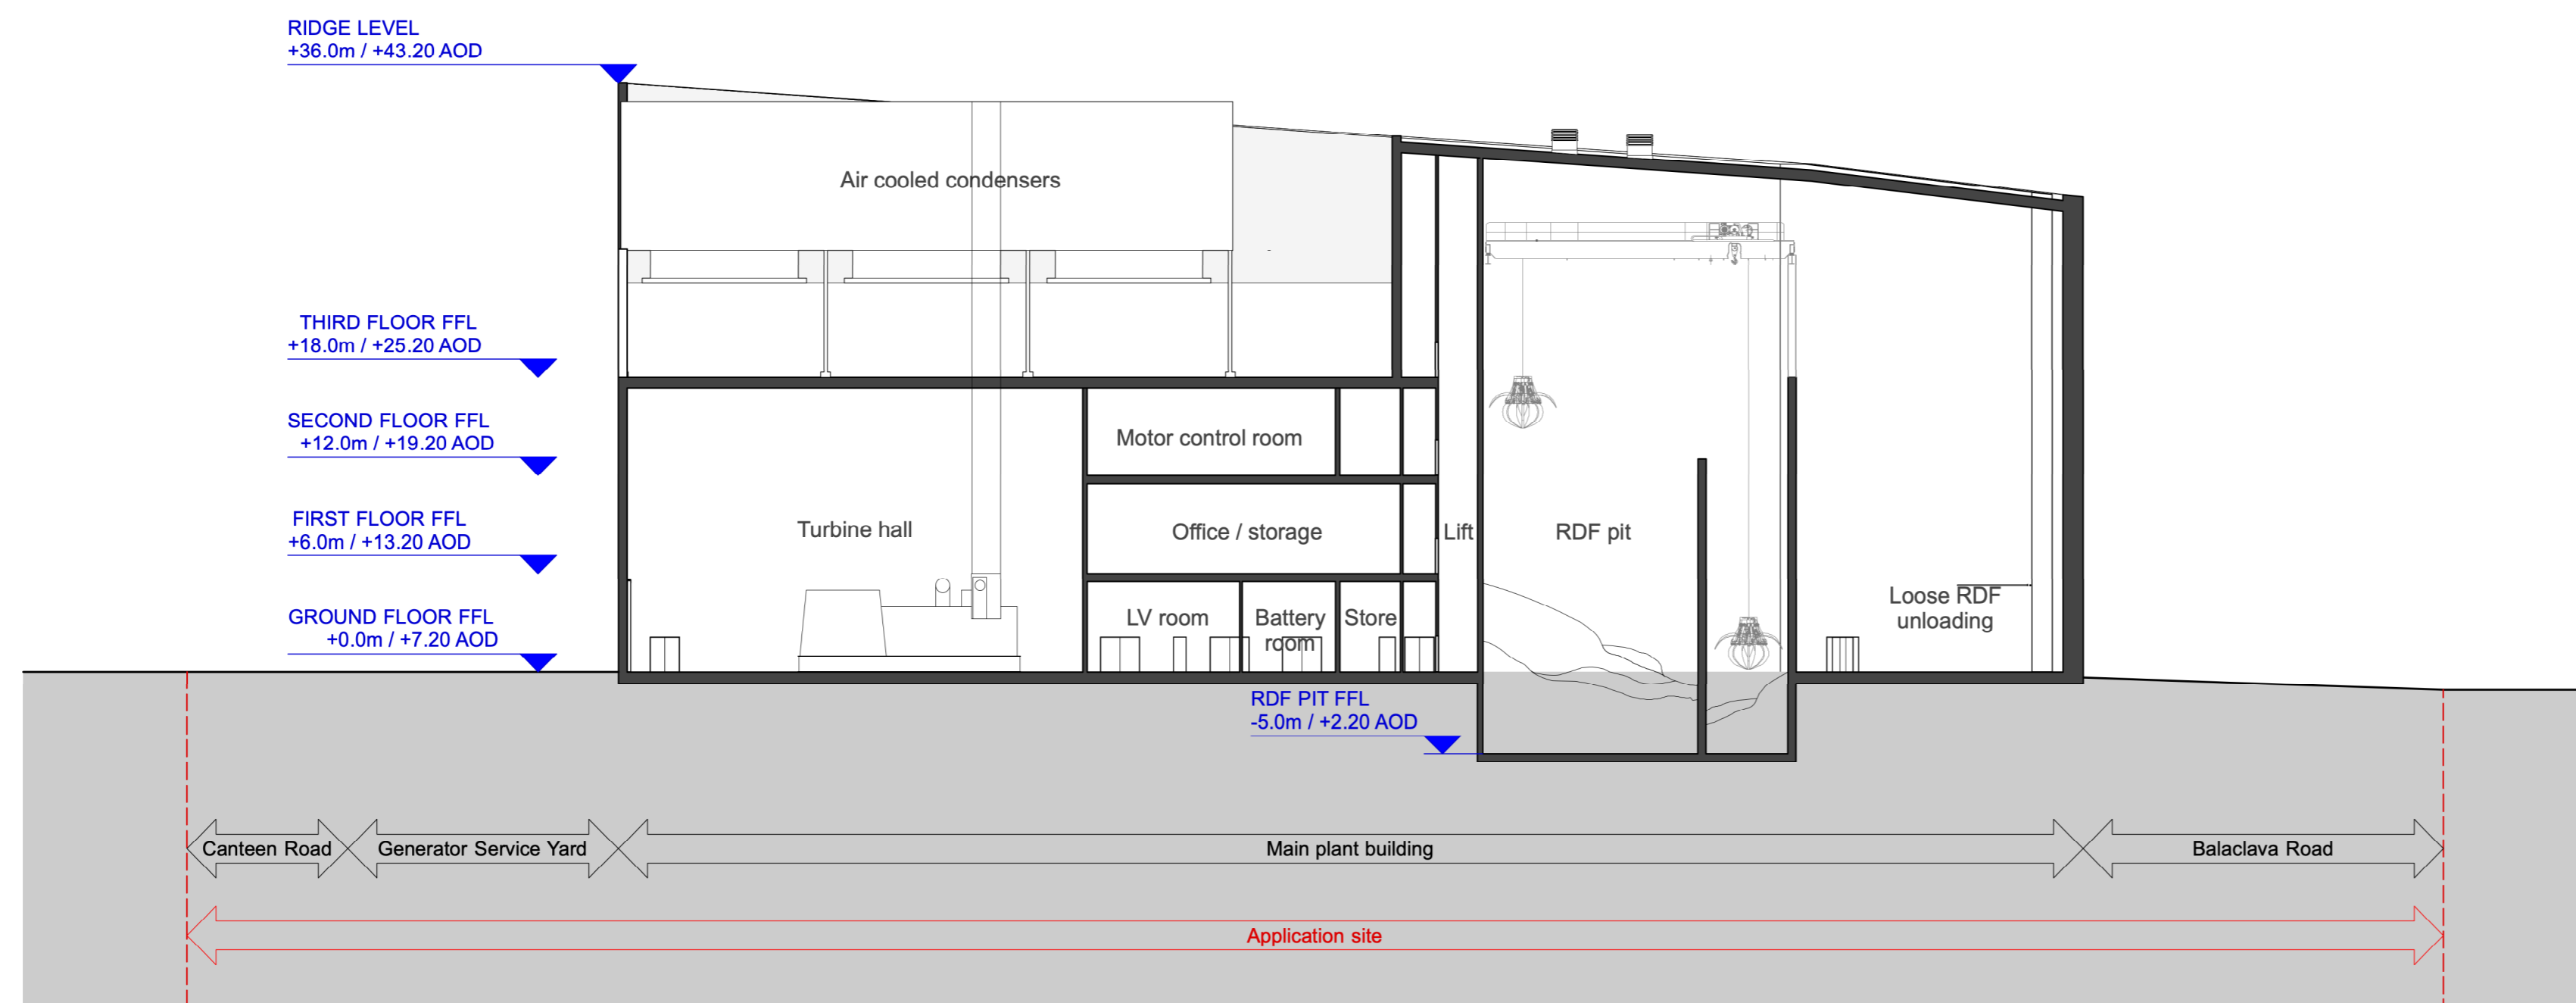 RIDGE LEVEL
+36.0m / +43.20 AOD
Air cooled condensers
THIRD FLOOR FFL
+18.0m / +25.20 AOD
SECOND FLOOR FFL
+12.0m / +19.20 AOD
Motor control room
FIRST FLOOR FFL
+6.0m / +13.20 AOD
Turbine hall
Office / storage
Lift
RDF pit
GROUND FLOOR FFL
+0.0m / +7.20 AOD
LV room
Battery
room
Store
Loose RDF
unloading
RDF PIT FFL
-5.0m / +2.20 AOD
Canteen Road
Generator Service Yard
Main plant building
Balaclava Road
Application site